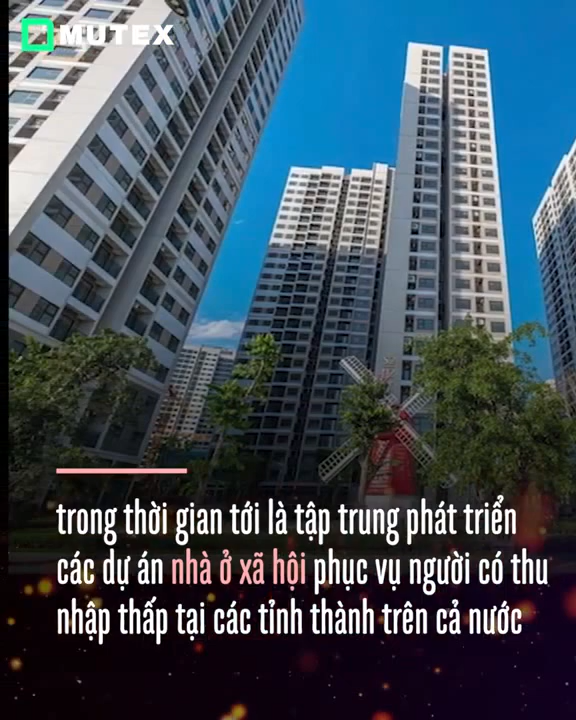 MUTEX
trong thời gian tới là tập trung phát triển
các dự án nhà ở xã hội phục vụ người có thu
nhập thấp tại các tỉnh thành trên cả nước